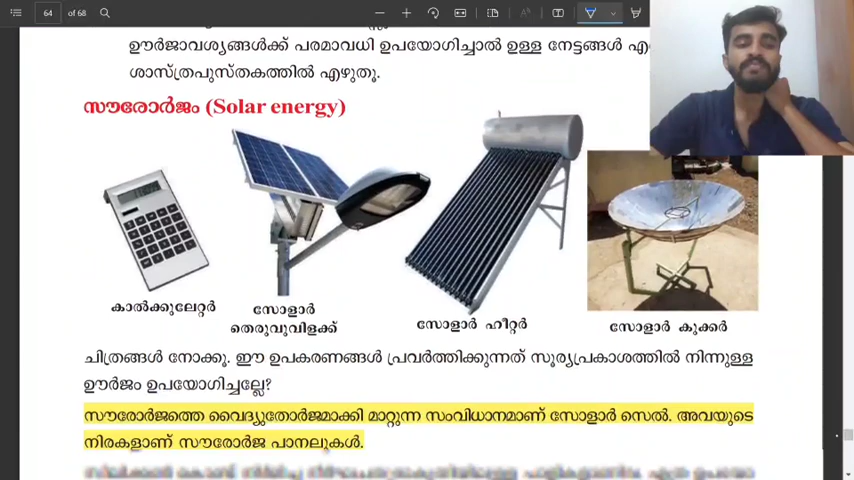 64 of 68
ഊർജാവശ്യങ്ങൾക്ക് പരമാവധി ഉപയോഗിച്ചാൽ ഉള്ള നേട്ടങ്ങൾ
ശാസ്ത്രപുസ്തകത്തിൽ എഴുതൂ.
സൗരോർജം (Solar energy)
കാൽക്കുലേറ്റർ
സോളാർ
തെരുവുവിളക്ക്
സോളാർ ഹീറ്റർ
സോളാർ കുക്കർ
ചിത്രങ്ങൾ നോക്കൂ. ഈ ഉപകരണങ്ങൾ പ്രവർത്തിക്കുന്നത് സൂര്യപ്രകാശത്തിൽ നിന്നുള്ള
ഊർജം ഉപയോഗിച്ചല്ലേ?
സൗരോർജത്തെ വൈദ്യുതോർജമാക്കി മാറ്റുന്ന സംവിധാനമാണ് സോളാർ സെൽ. അവയുടെ
നിരകളാണ് സൗരോർജ പാനലുകൾ.